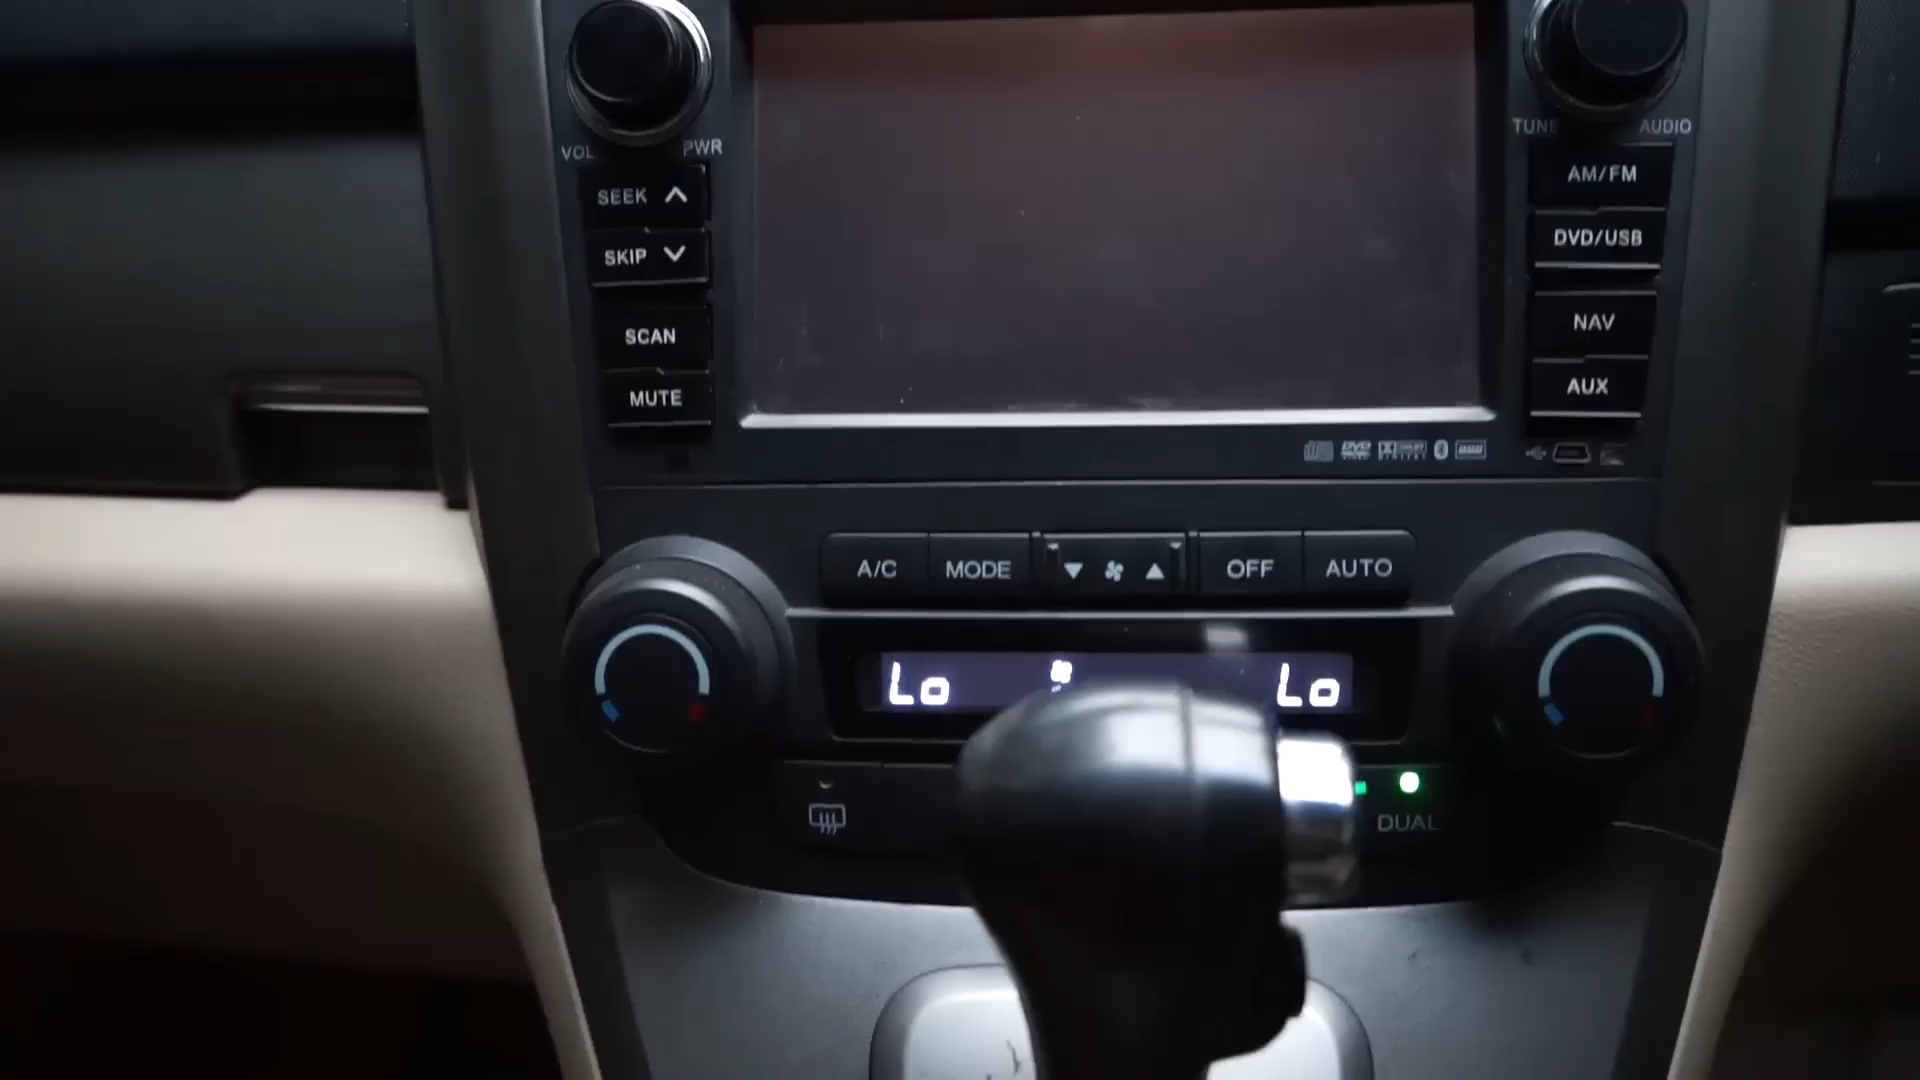 VOL PWR
TUNE AUDIO
SEEK
SKIP
SCAN
MUTE
AM/FM
DVD/USB
NAV
AUX
DVD
A/C MODE OFF AUTO
Lo Lo
DUAL